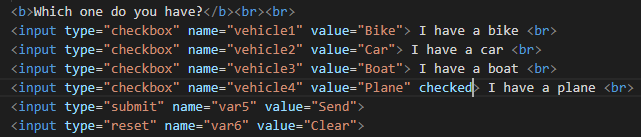 <b>Which one do you have?</b><br><br>
<input type="checkbox" name="vehicle1" value="Bike"> I have a bike <br>
<input type="checkbox" name="vehicle2" value="Car"> I have a car <br>
<input type="checkbox" name="vehicle3" value="Boat"> I have a boat <br>
<input type="checkbox" name="vehicle4" value="Plane" checked> I have a plane <br>
<input type="submit" name="var5" value="Send">
<input type="reset" name="var6" value="Clear">